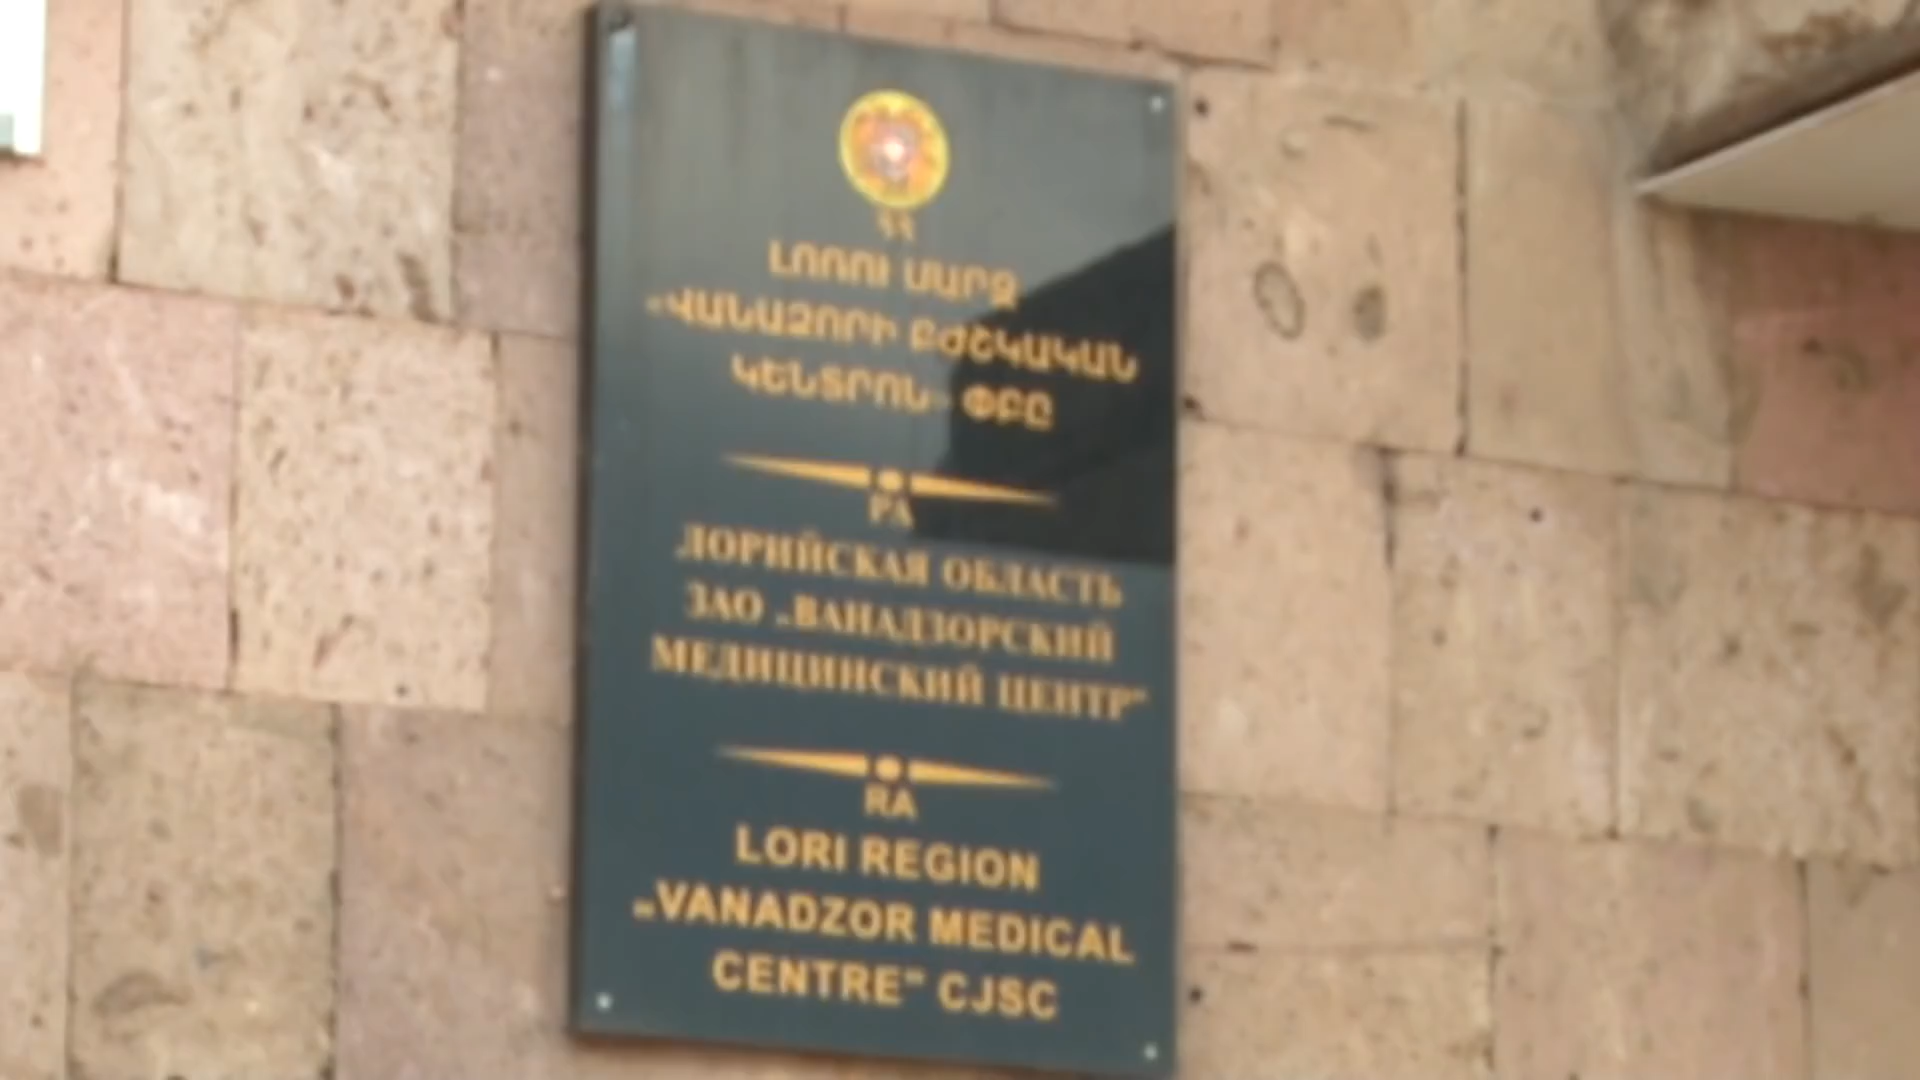 ՀՀ
ԼՈՌՈՒ ՄԱՐԶ
«ՎԱՆԱՁՈՐԻ ԲԺՇԿԱԿԱՆ
ԿԵՆՏՐՈՆ» ՓԲԸ
РА
ЛОРИЙСКАЯ ОБЛАСТЬ
ЗАО „ВАНАДЗОРСКИЙ
МЕДИЦИНСКИЙ ЦЕНТР”
RA
LORI REGION
„VANADZOR MEDICAL
CENTRE” CJSC